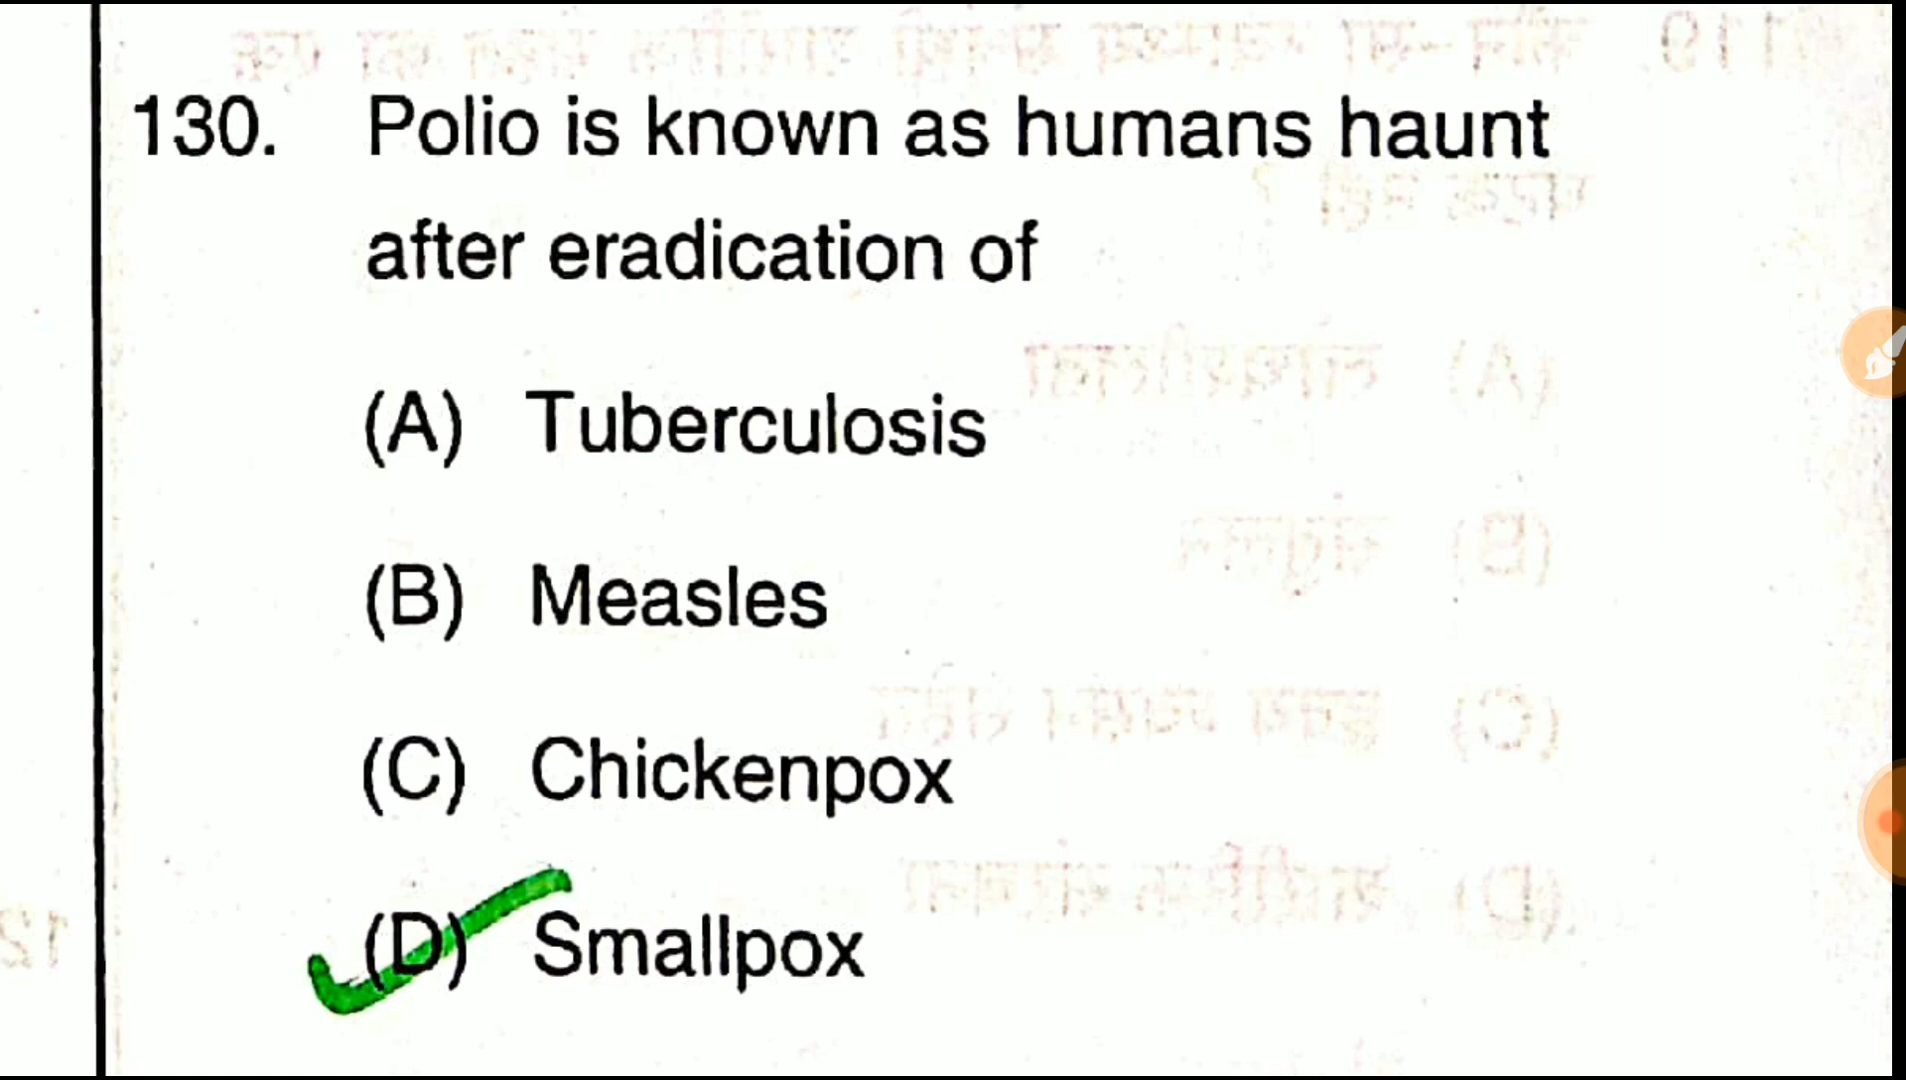 130. Polio is known as humans haunt
after eradication of
(A) Tuberculosis
(B) Measles
(C) Chickenpox
(D) Smallpox